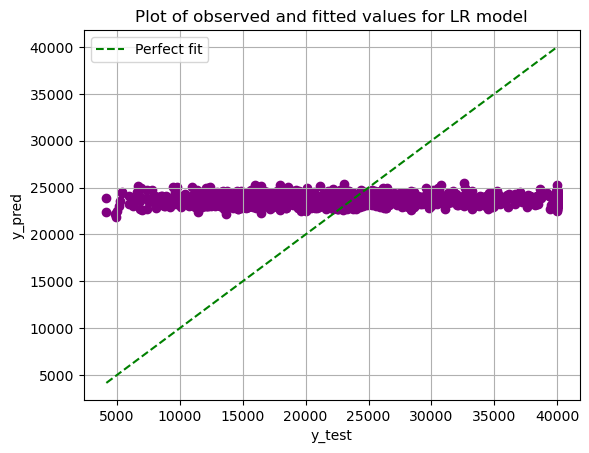 Plot of observed and fitted values for LR model
Perfect fit
y_pred
40000
35000
30000
25000
20000
15000
10000
5000
5000 10000 15000 20000 25000 30000 35000 40000
y_test